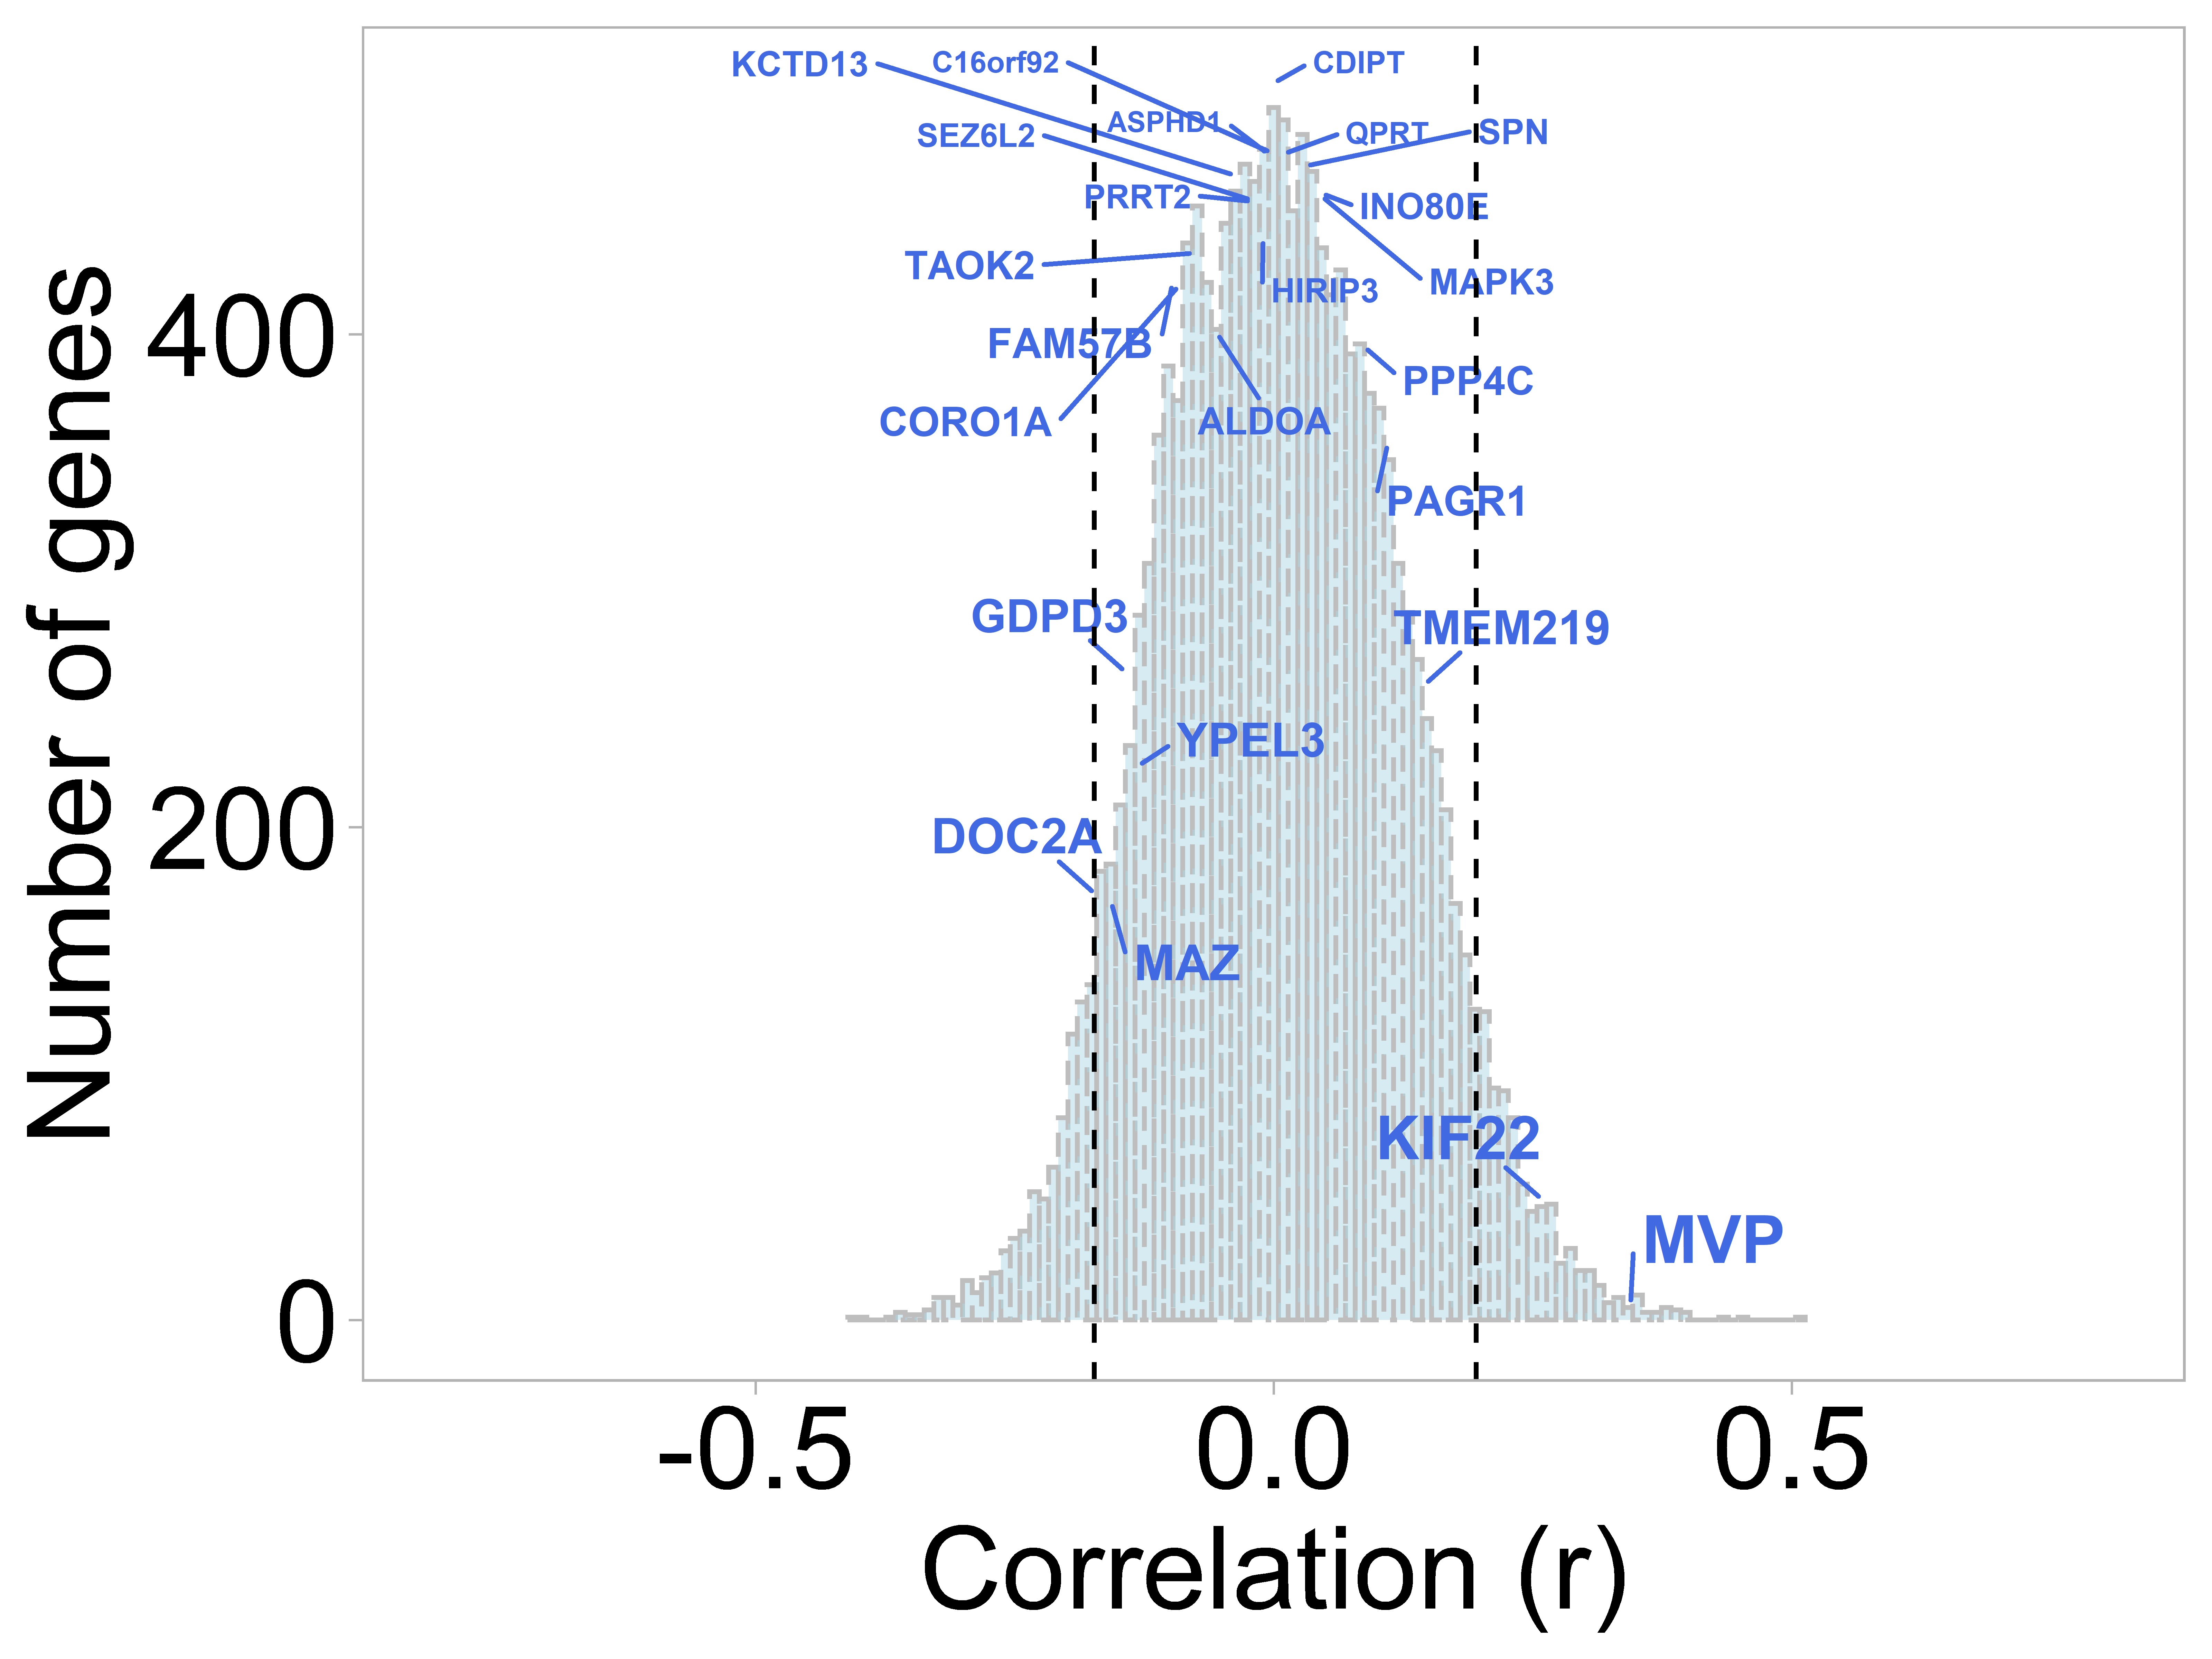 KCTD13
C16orf92
CDIPT
ASPHD1
QPRT
SPN
SEZ6L2
PRRT2
INO80E
TAOK2
HIRIP3
MAPK3
FAM57B
PPP4C
CORO1A
ALDOA
PAGR1
GDPD3
TMEM219
YPEL3
DOC2A
MAZ
KIF22
MVP
Number of genes
400
200
0
-0.5
0.0
0.5
Correlation (r)